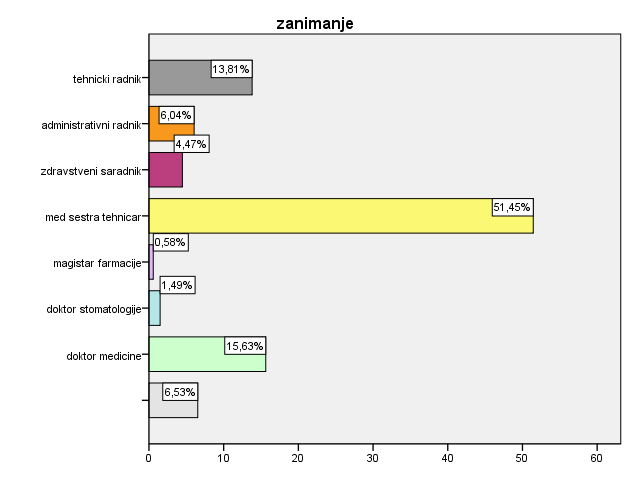 zanimanje
tehnicki radnik
13,81%
administrativni radnik
6,04%
zdravstveni saradnik
4,47%
med sestra tehnicar
51,45%
magistar farmacije
0,58%
doktor stomatologije
1,49%
doktor medicine
15,63%
6,53%
0 10 20 30 40 50 60